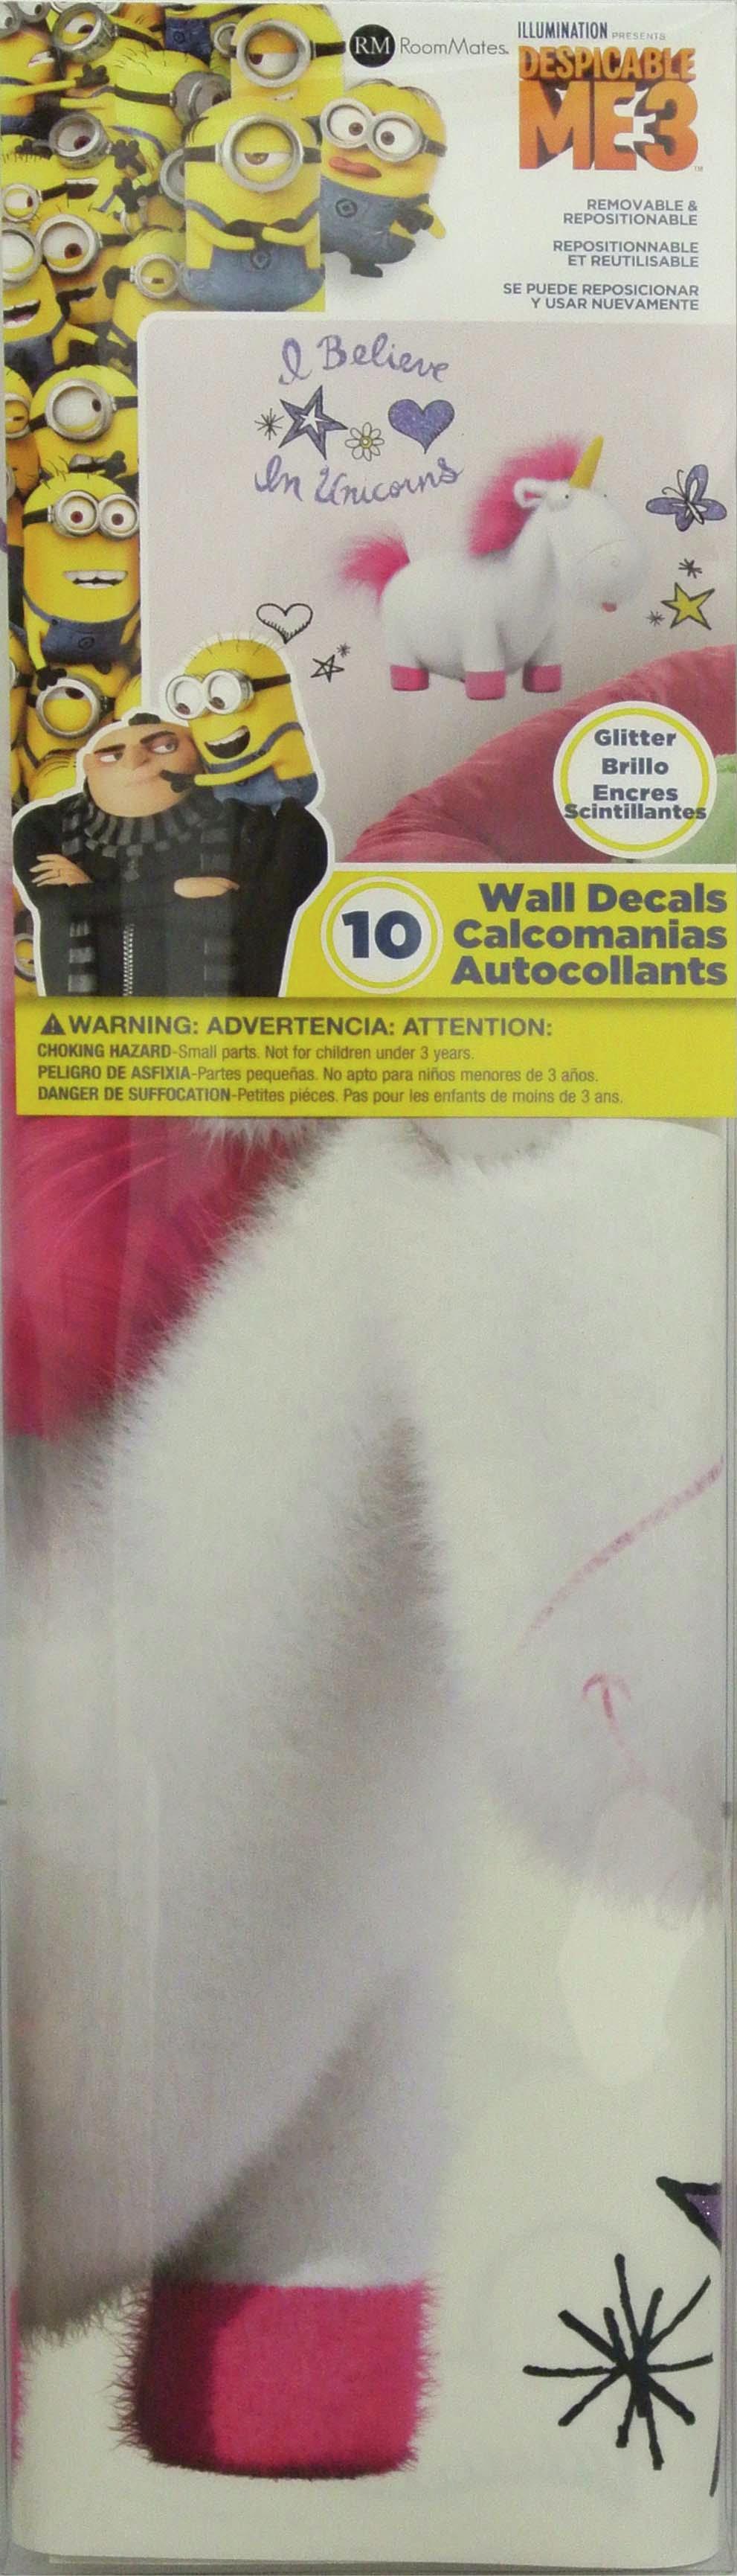 RM RoomMates.
ILLUMINATION PRESENTS
DESPICABLE
ME3™
REMOVABLE &
REPOSITIONABLE
REPOSITIONNABLE
ET REUTILISABLE
SE PUEDE REPOSICIONAR
Y USAR NUEVAMENTE
I Believe
In Unicorns
Glitter
Brillo
Encres
Scintillantes
10
Wall Decals
Calcomanias
Autocollants
⚠WARNING: ADVERTENCIA: ATTENTION:
CHOKING HAZARD-Small parts. Not for children under 3 years.
PELIGRO DE ASFIXIA-Partes pequeñas. No apto para niños menores de 3 años.
DANGER DE SUFFOCATION-Petites piéces. Pas pour les enfants de moins de 3 ans.